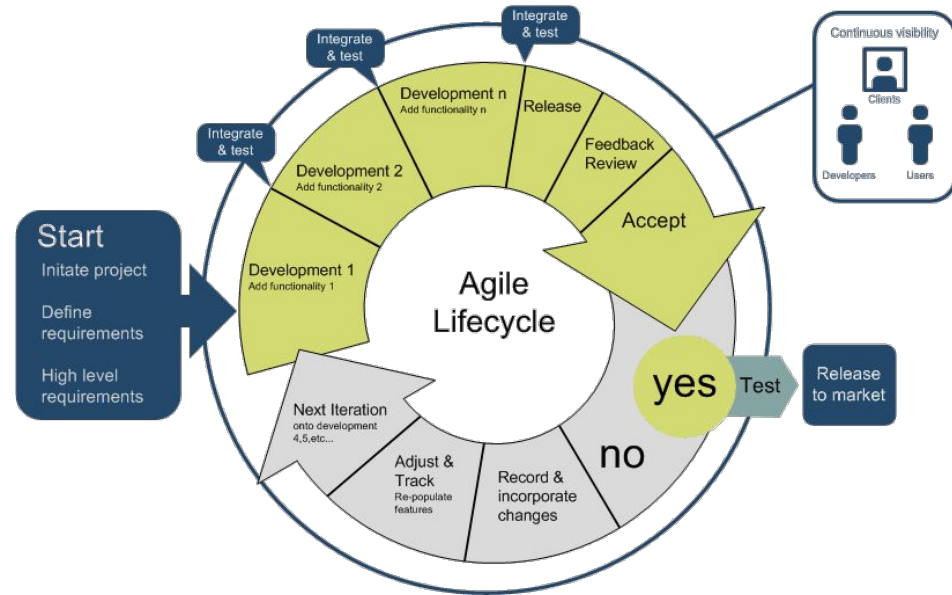 Start
Initate project
Define
requirements
High level
requirements
Integrate
& test
Integrate
& test
Integrate
& test
Development 1
Add functionality 1
Development 2
Add functionality 2
Development n
Add functionality n
Release
Feedback
Review
Accept
Agile
Lifecycle
yes
Test
Release
to market
no
Record &
incorporate
changes
Adjust &
Track
Re-populate
features
Next Iteration
onto development
4,5,etc...
Continuous visibility
Clients
Developers
Users